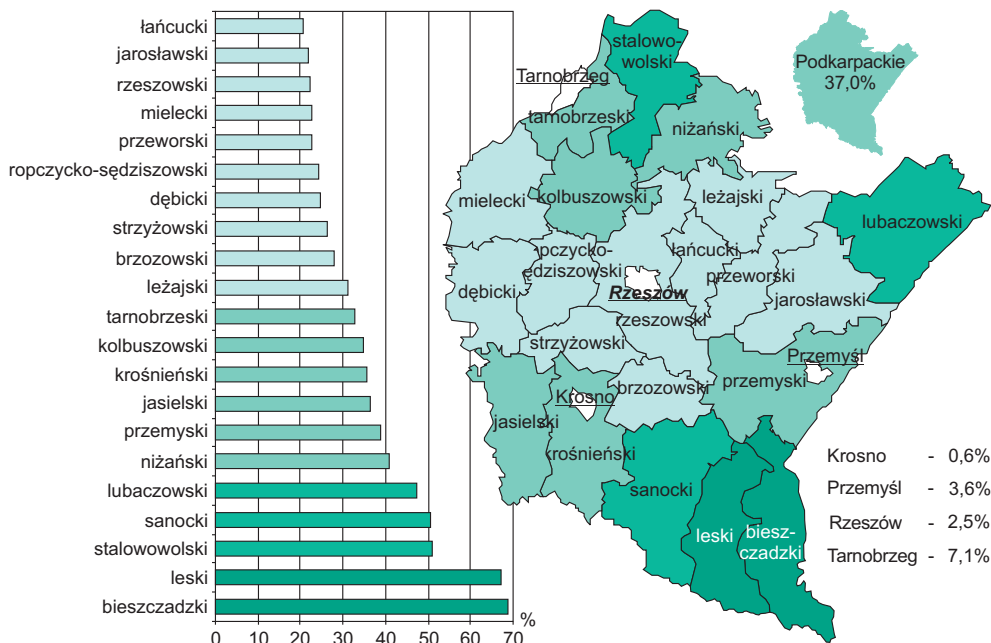 łańcucki
jarosławski
rzeszowski
mielecki
przeworski
ropczycko-sędziszowski
dębicki
strzyżowski
brzozowski
leżajski
tarnobrzeski
kolbuszowski
krośnieński
jasielski
przemyski
niżański
lubaczowski
sanocki
stalowowolski
leski
bieszczadzki
0 10 20 30 40 50 60 70
%
stalowo-
wolski
Tarnobrzeg
tarnobrzeski
niżański
mielecki
kolbuszowski
leżajski
lubaczowski
pczycko-
ędziszowski
łańcucki
przeworski
dębicki
Rzeszów
jarosławski
rzeszowski
strzyżowski
Przemyśl
przemyski
brzozowski
Krosno
jasielski
krośnieński
sanocki
leski
biesz-
czadzki
Podkarpackie
37,0%
Krosno - 0,6%
Przemyśl - 3,6%
Rzeszów - 2,5%
Tarnobrzeg - 7,1%